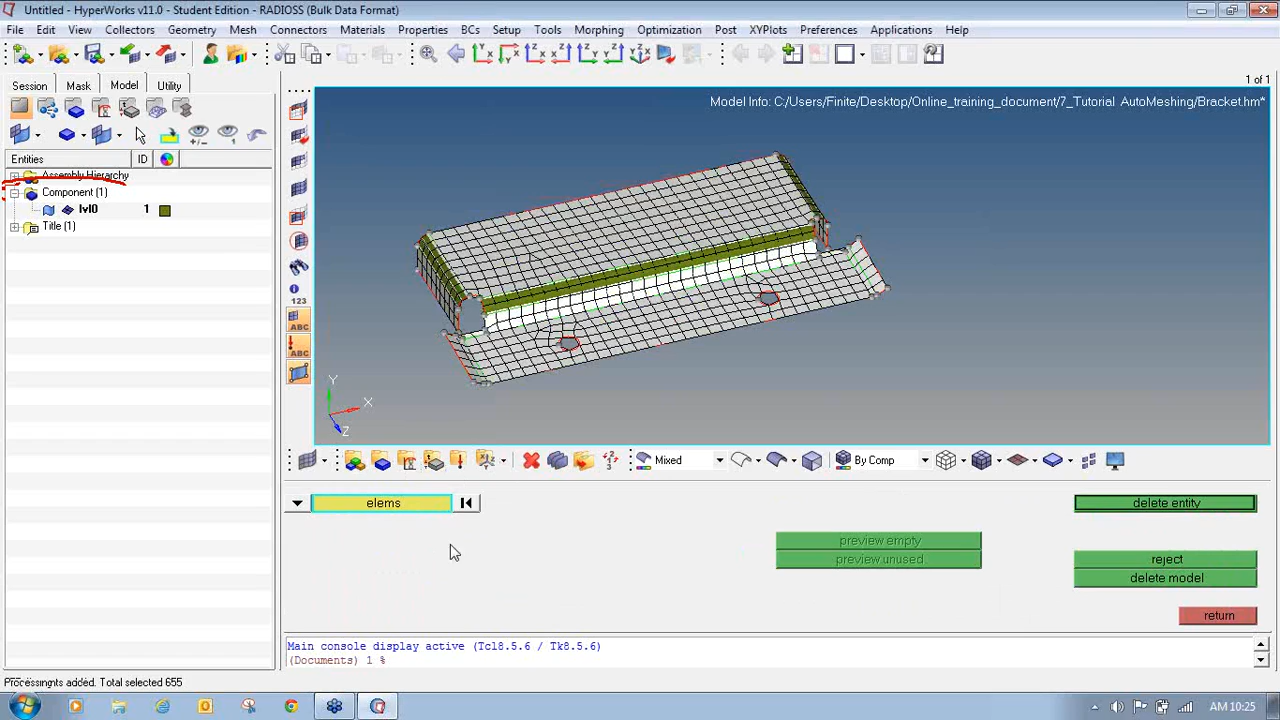 Untitled - HyperWorks v11.0 - Student Edition - RADIOSS (Bulk Data Format)
File Edit View Collectors Geometry Mesh Connectors Materials Properties BCs Setup Tools Morphing Optimization Post XYPlots Preferences Applications Help
1 of 1
Session Mask Model Utility
Model Info: C:/Users/Finite/Desktop/Online_training_document/7_Tutorial AutoMeshing/Bracket.hm*
Entities ID
Assembly Hierarchy
Component (1)
lvl0 1
Title (1)
123
ABC
ABC
Y
X
Z
Mixed
By Comp
elems
delete entity
preview empty
preview unused
reject
delete model
return
Main console display active (Tcl8.5.6 / Tk8.5.6)
(Documents) 1 %
added. Total selected 655
AM 10:25